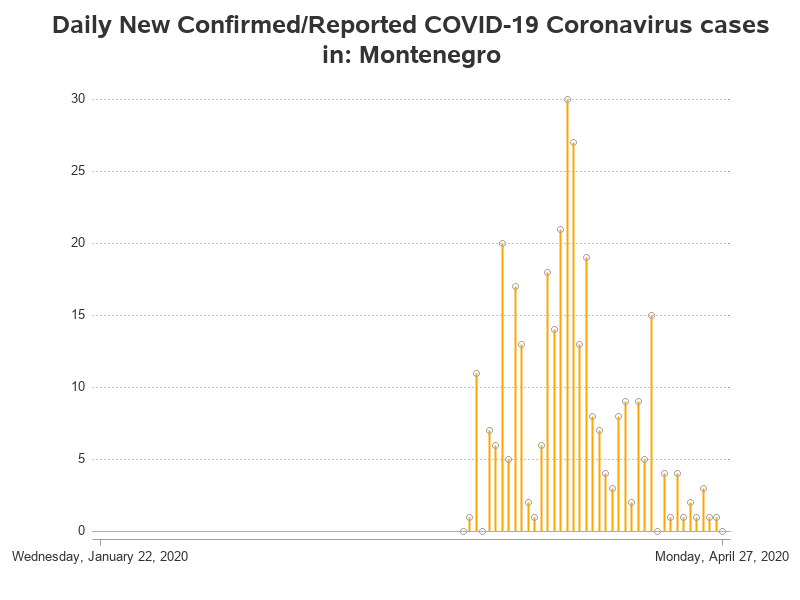 Daily New Confirmed/Reported COVID-19 Coronavirus cases
in: Montenegro
30
25
20
15
10
5
0
Wednesday, January 22, 2020
Monday, April 27, 2020